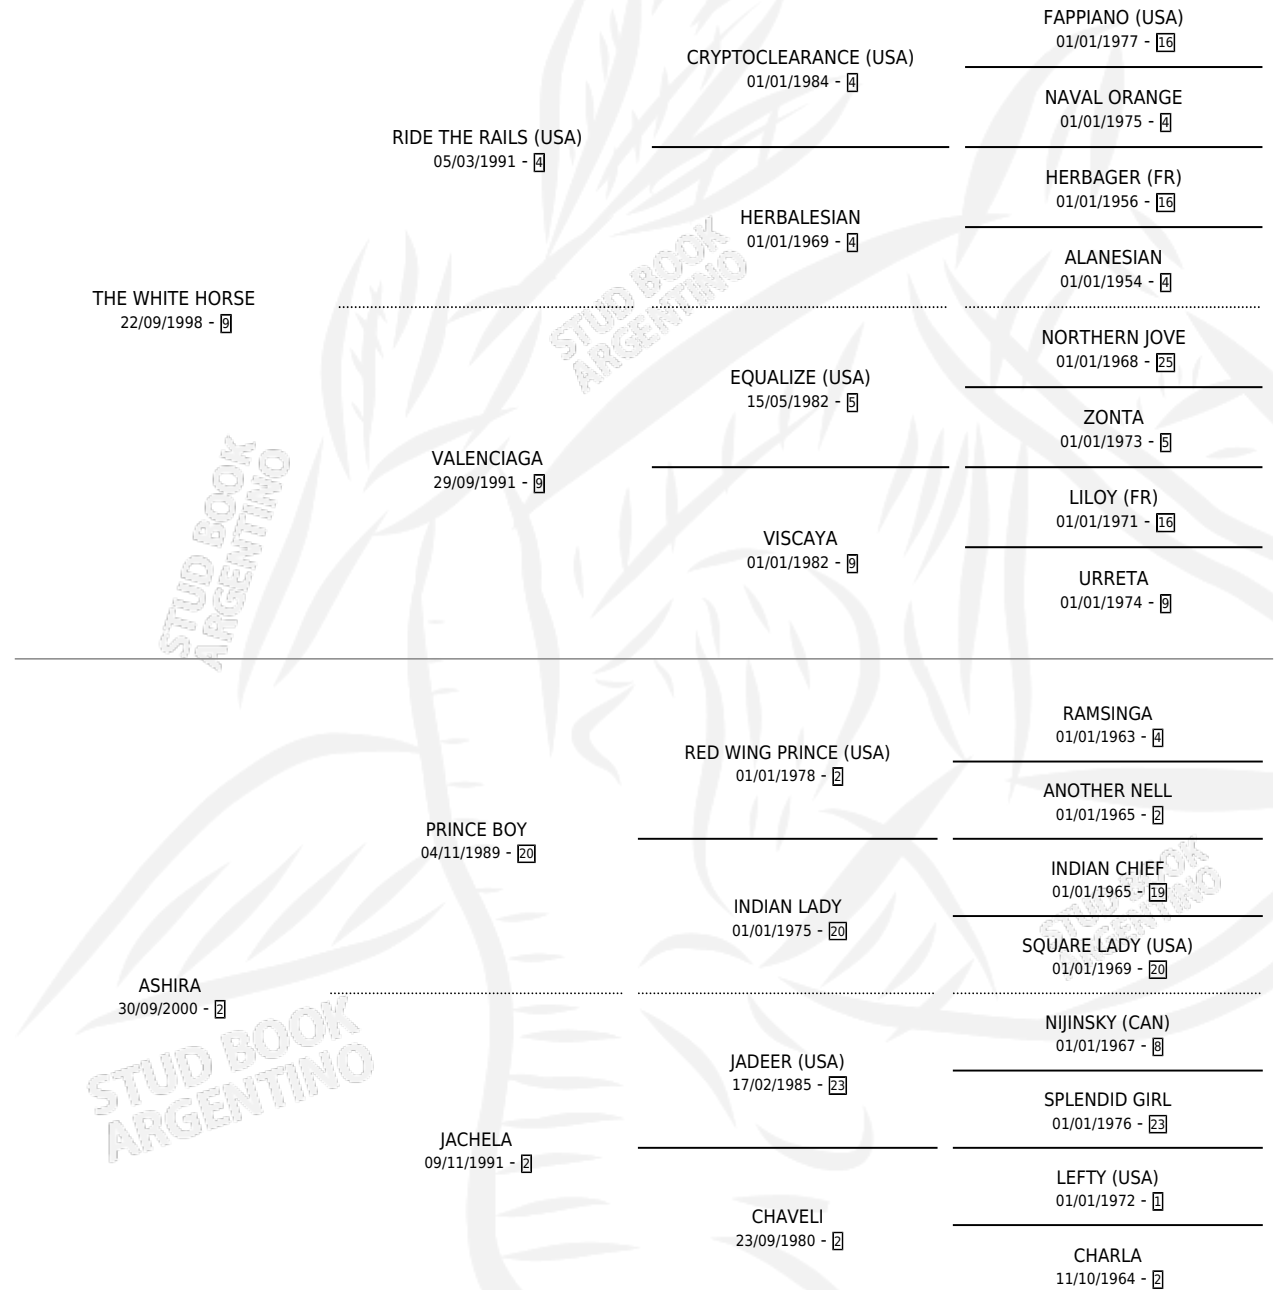 FAPPIANO (USA)
01/01/1977 - 16
CRYPTOCLEARANCE (USA)
01/01/1984 - 4
NAVAL ORANGE
01/01/1975 - 4
RIDE THE RAILS (USA)
05/03/1991 - 4
HERBAGER (FR)
01/01/1956 - 16
HERBALESIAN
01/01/1969 - 4
ALANESIAN
01/01/1954 - 4
THE WHITE HORSE
22/09/1998 - 9
NORTHERN JOVE
01/01/1968 - 25
EQUALIZE (USA)
15/05/1982 - 5
ZONTA
01/01/1973 - 5
VALENCIAGA
29/09/1991 - 9
LILOY (FR)
01/01/1971 - 16
VISCAYA
01/01/1982 - 9
URRETA
01/01/1974 - 9
RAMSINGA
01/01/1963 - 4
RED WING PRINCE (USA)
01/01/1978 - 2
ANOTHER NELL
01/01/1965 - 2
PRINCE BOY
04/11/1989 - 20
INDIAN CHIEF
01/01/1965 - 19
INDIAN LADY
01/01/1975 - 20
SQUARE LADY (USA)
01/01/1969 - 20
ASHIRA
30/09/2000 - 2
NIJINSKY (CAN)
01/01/1967 - 8
JADEER (USA)
17/02/1985 - 23
SPLENDID GIRL
01/01/1976 - 23
JACHELA
09/11/1991 - 2
LEFTY (USA)
01/01/1972 - 1
CHAVELI
23/09/1980 - 2
CHARLA
11/10/1964 - 2
STUD BOOK
ARGENTINO
STUD BOOK
ARGENTINO
STUD BOOK
ARGENTINO
STUD BOOK
ARGENTINO